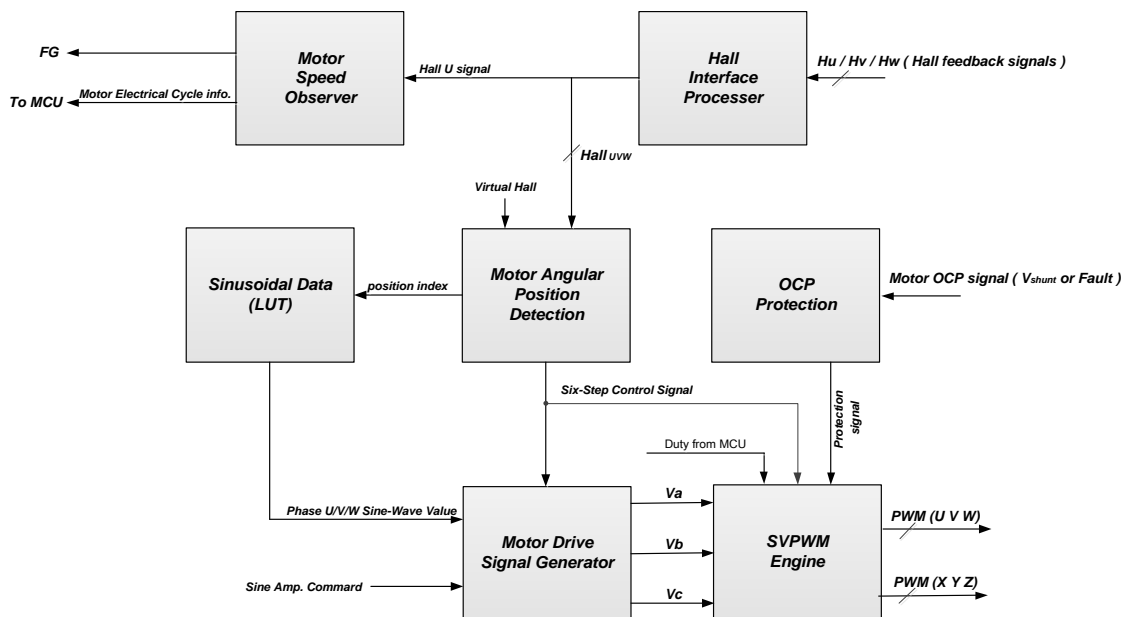 FG
Motor
Speed
Observer
Hall U signal
Hall
Interface
Processer
Hu / Hv / Hw ( Hall feedback signals )
To MCU
Motor Electrical Cycle info.
Hall UVW
Virtual Hall
Sinusoidal Data
(LUT)
position index
Motor Angular
Position
Detection
OCP
Protection
Motor OCP signal ( Vshunt or Fault )
Six-Step Control Signal
Protection
signal
Duty from MCU
Phase U/V/W Sine-Wave Value
Motor Drive
Signal Generator
Va
Vb
Vc
SVPWM
Engine
PWM (U V W)
PWM (X Y Z)
Sine Amp. Commard